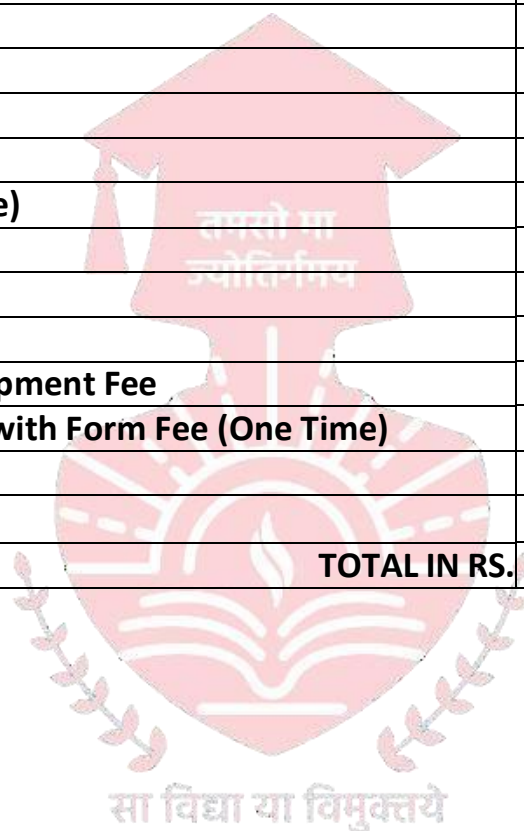 e)
तमसो मा
ज्योतिर्गमय
pment Fee
with Form Fee (One Time)
TOTAL IN RS.
सा विद्या या विमुक्तये